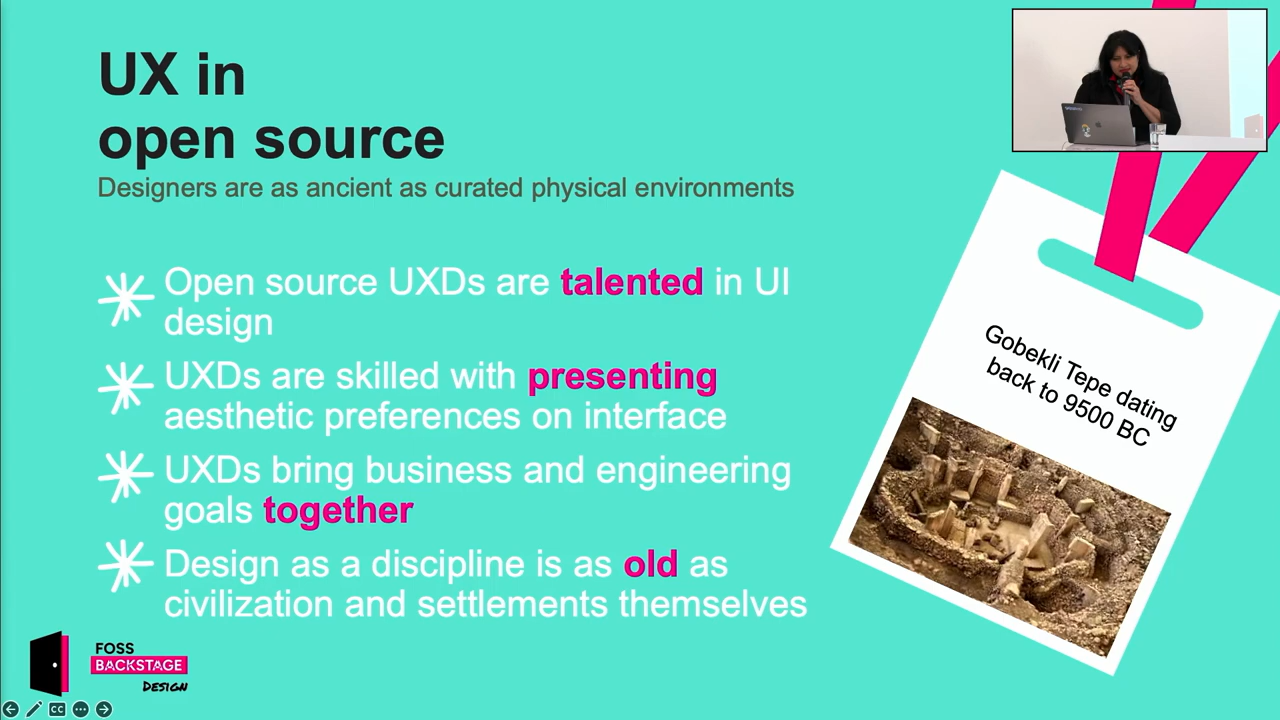 UX in
open source
Designers are as ancient as curated physical environments
Open source UXDs are talented in UI
design
UXDs are skilled with presenting
aesthetic preferences on interface
UXDs bring business and engineering
goals together
Design as a discipline is as old as
civilization and settlements themselves
Gobekli Tepe dating
back to 9500 BC
FOSS
BACKSTAGE
DESIGN
CC